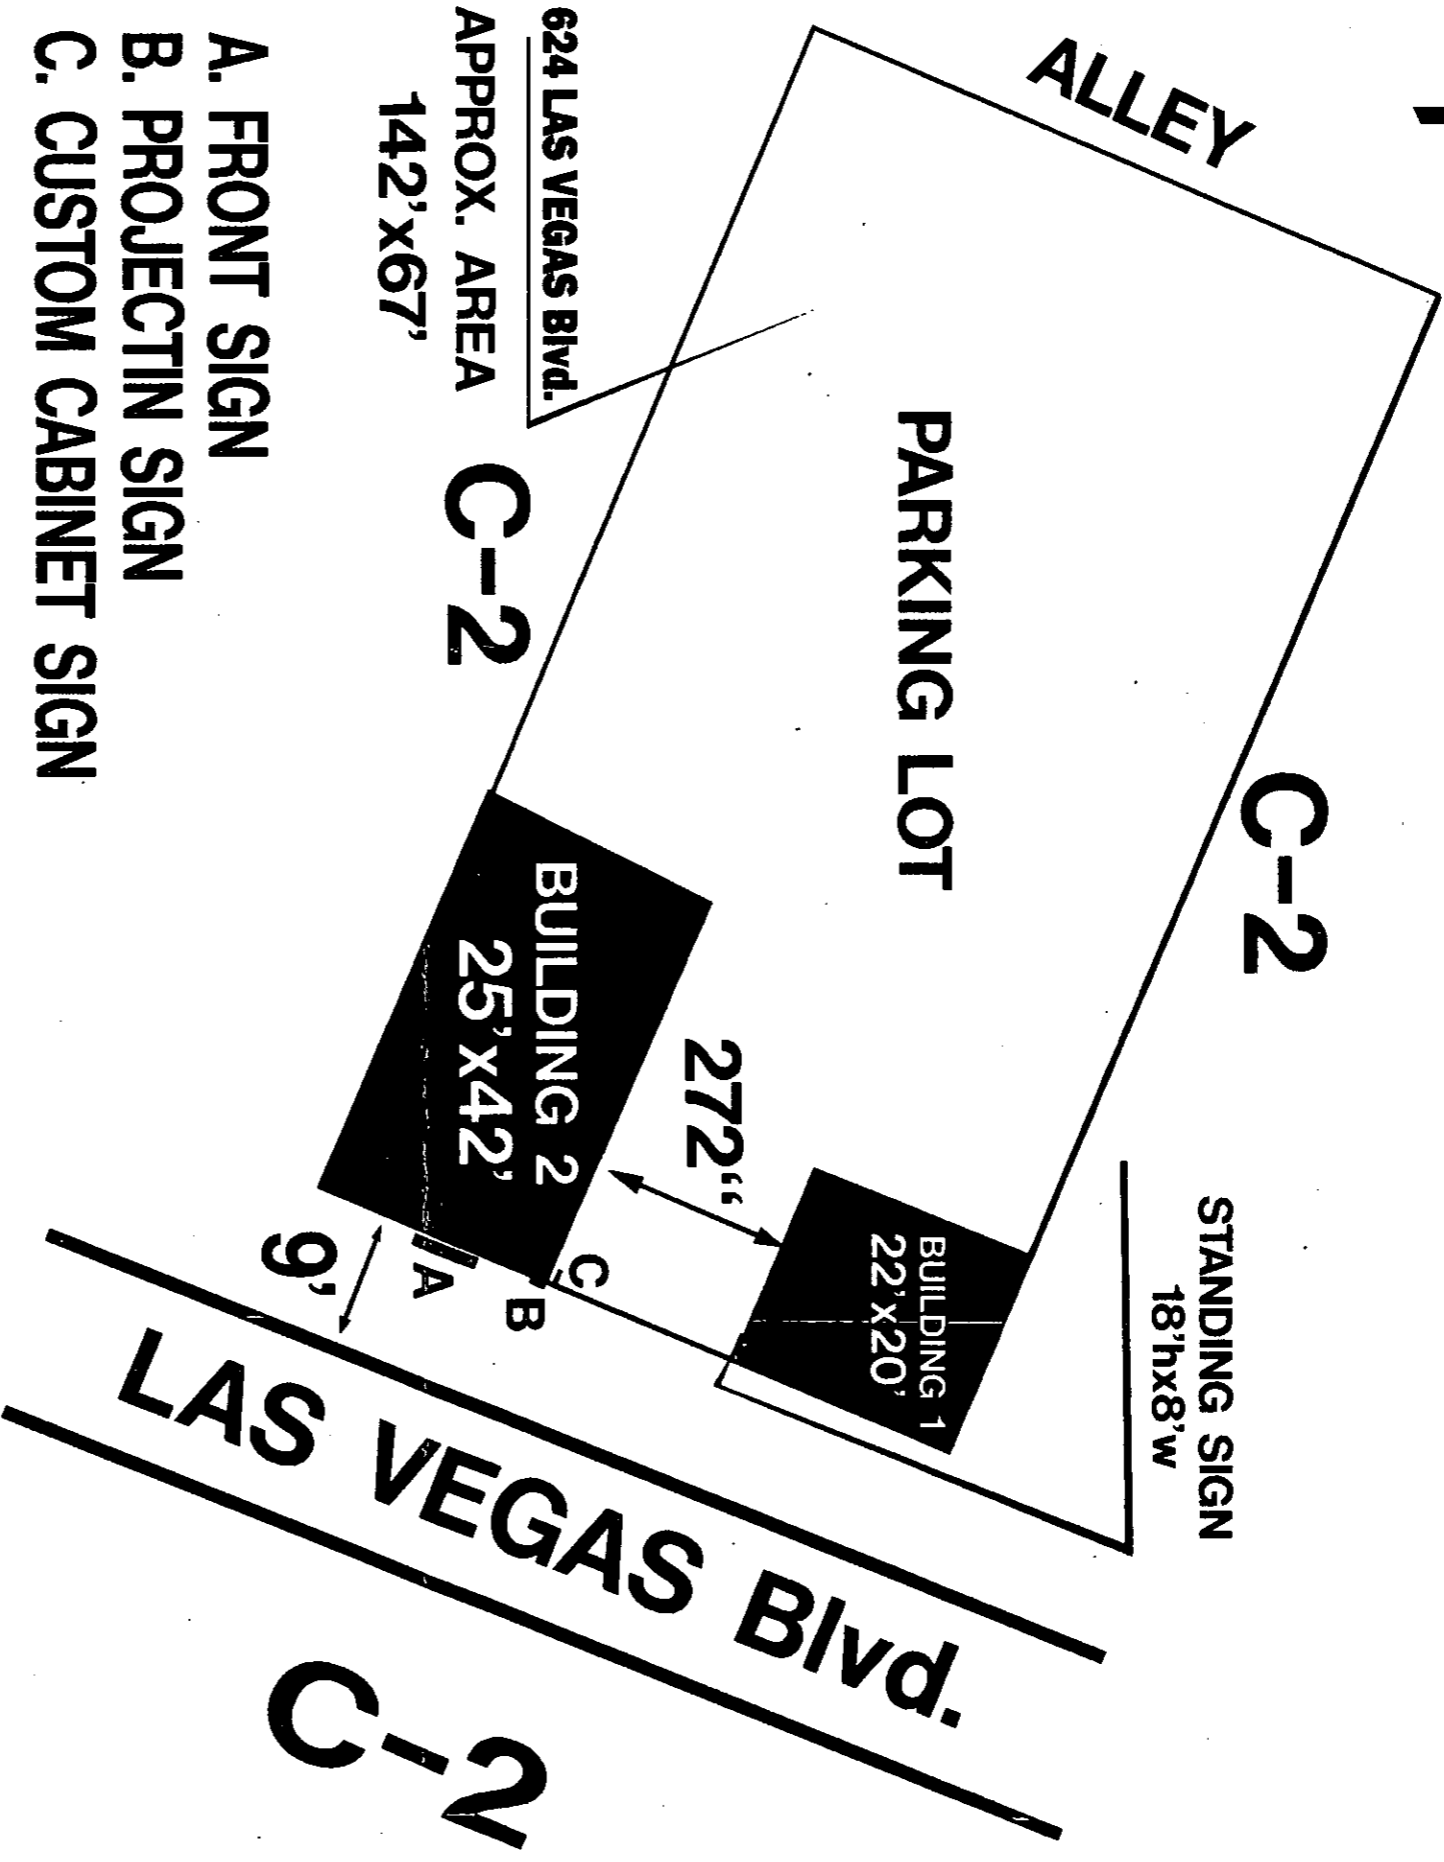 ALLEY
STANDING SIGN
18'hx8'w
C-2
PARKING LOT
BUILDING 1
22'x20'
272"
BUILDING 2
25'x42'
C
B
A
9'
624 LAS VEGAS Blvd.
APPROX. AREA
142'x67'
C-2
LAS VEGAS Blvd.
C-2
A. FRONT SIGN
B. PROJECTIN SIGN
C. CUSTOM CABINET SIGN